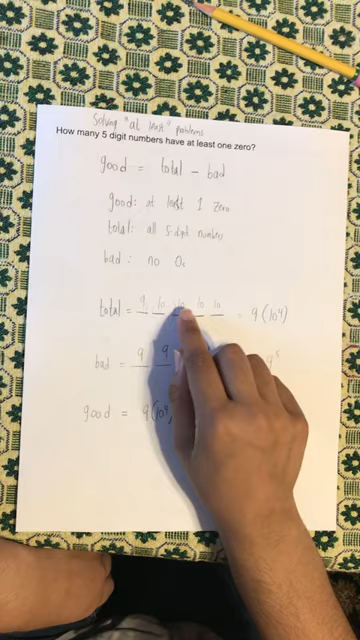 Solving "at least" problems
How many 5 digit numbers have at least one zero?
good = total - bad
good: at least 1 zero
total: all 5-digit numbers
bad: no 0s
total = 9 10 10 10 10 = 9(10⁴)
bad = 9 9 9⁵
good = 9(10⁴)